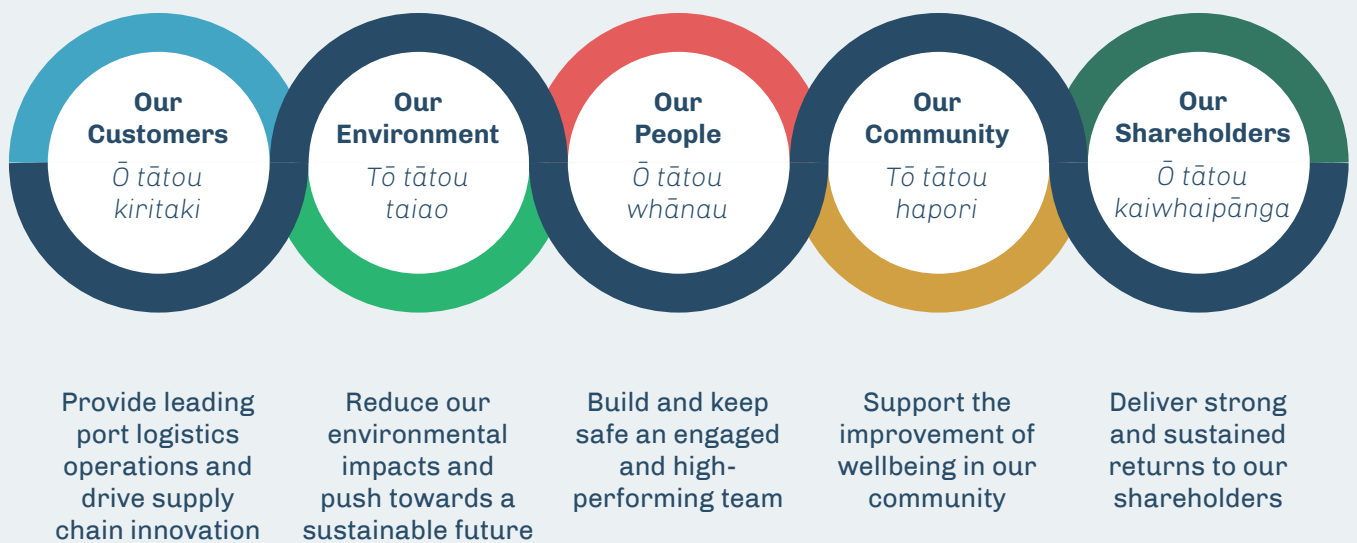 Our
Customers
Ō tātou
kiritaki
Our
Environment
Tō tātou
taiao
Our
People
Ō tātou
whānau
Our
Community
Tō tātou
hapori
Our
Shareholders
Ō tātou
kaiwhaipānga
Provide leading
port logistics
operations and
drive supply
chain innovation
Reduce our
environmental
impacts and
push towards a
sustainable future
Build and keep
safe an engaged
and high-
performing team
Support the
improvement of
wellbeing in our
community
Deliver strong
and sustained
returns to our
shareholders